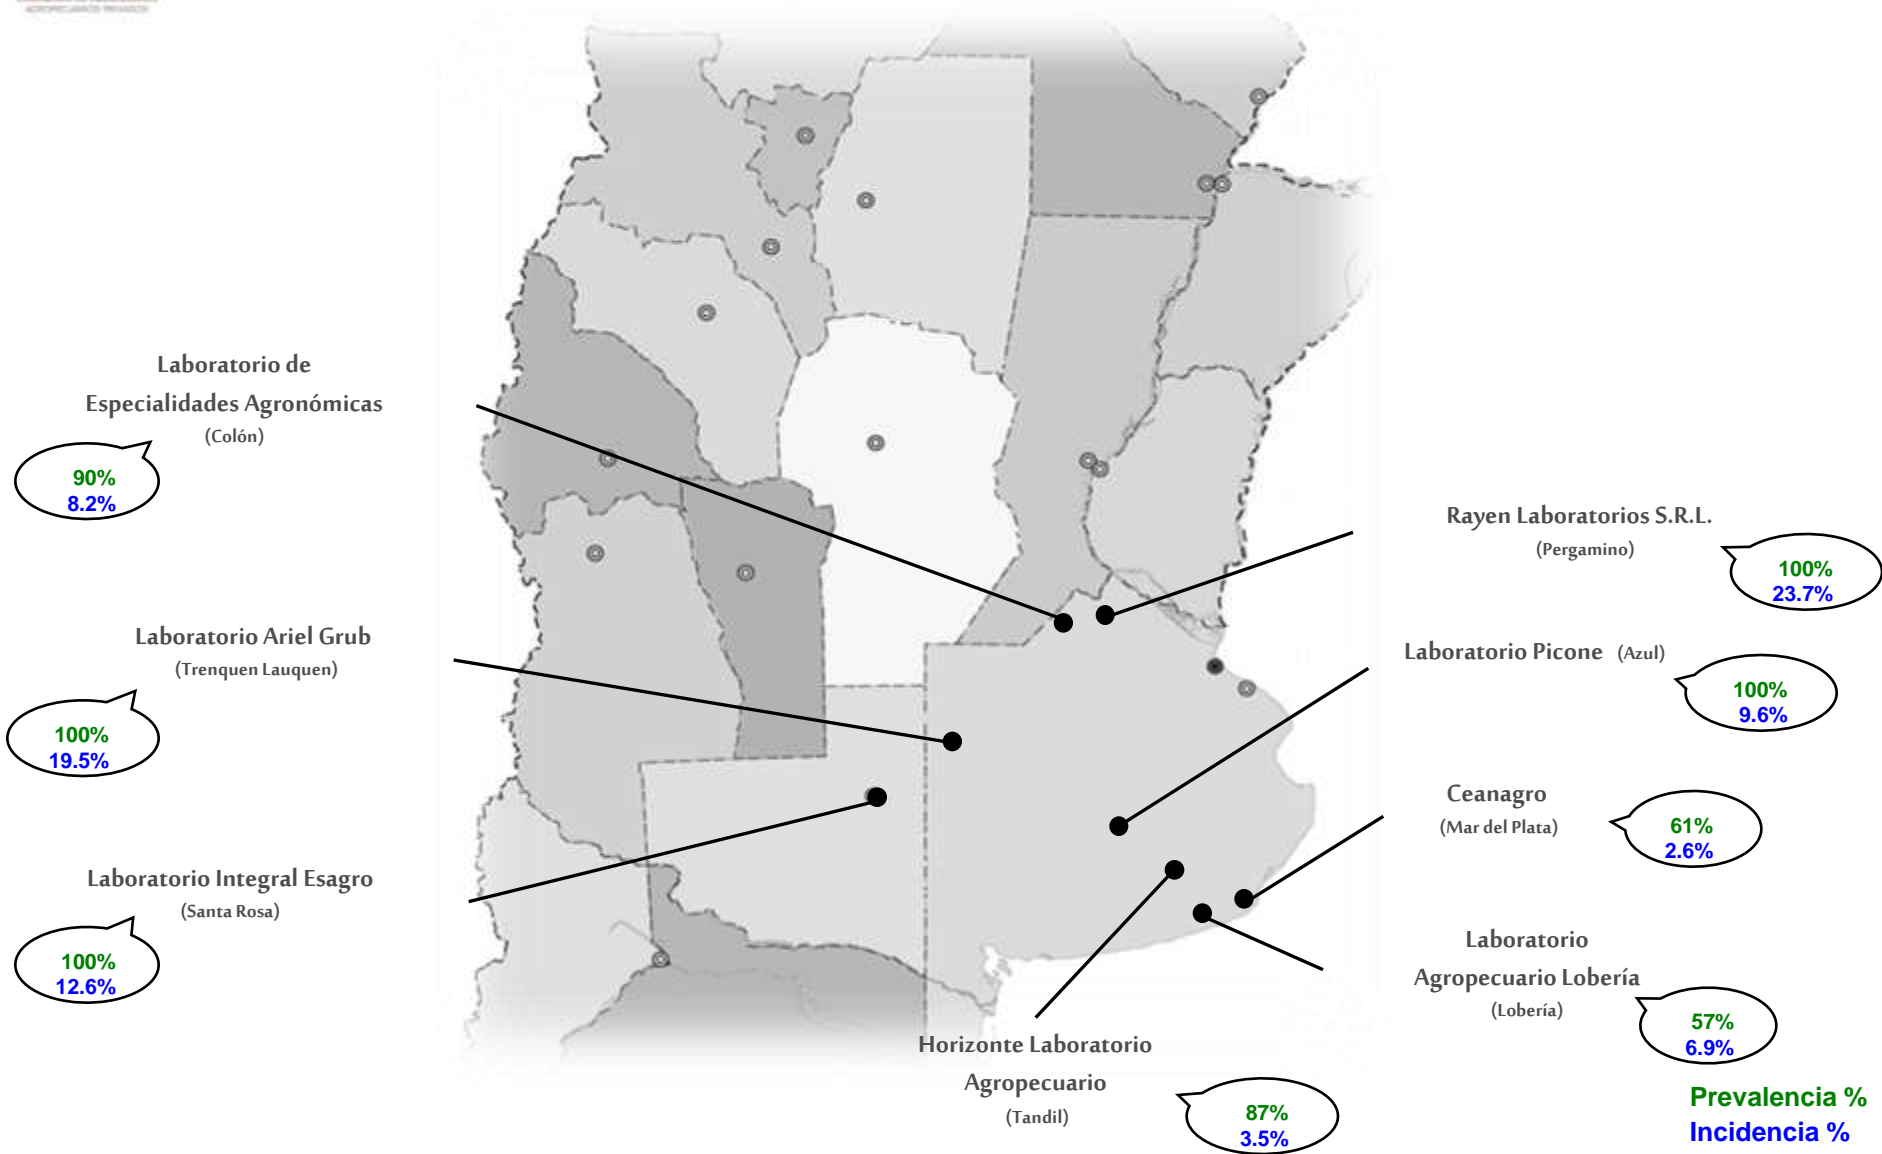 AGROPECUARIOS PRIVADOS
Laboratorio de
Especialidades Agronómicas
(Colón)
90%
8.2%
Laboratorio Ariel Grub
(Trenquen Lauquen)
100%
19.5%
Laboratorio Integral Esagro
(Santa Rosa)
100%
12.6%
Rayen Laboratorios S.R.L.
(Pergamino)
100%
23.7%
Laboratorio Picone (Azul)
100%
9.6%
Ceanagro
(Mar del Plata)
61%
2.6%
Laboratorio
Agropecuario Lobería
(Lobería)
57%
6.9%
Horizonte Laboratorio
Agropecuario
(Tandil)
87%
3.5%
Prevalencia %
Incidencia %